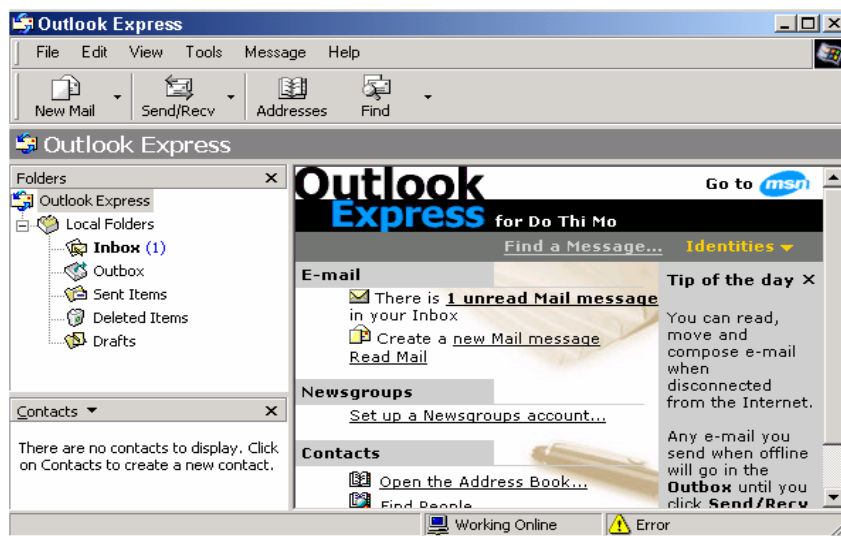 Outlook Express
File Edit View Tools Message Help
New Mail Send/Recv Addresses Find
Outlook Express
Folders
Outlook Express
Local Folders
Inbox (1)
Outbox
Sent Items
Deleted Items
Drafts
Contacts
There are no contacts to display. Click
on Contacts to create a new contact.
Outlook
Express for Do Thi Mo
Go to msn
Find a Message... Identities
E-mail
There is 1 unread Mail message
in your Inbox
Create a new Mail message
Read Mail
Newsgroups
Set up a Newsgroups account...
Contacts
Open the Address Book...
Find People
Tip of the day
You can read,
move and
compose e-mail
when
disconnected
from the Internet.
Any e-mail you
send when offline
will go in the
Outbox until you
click Send/Recv
Working Online Error